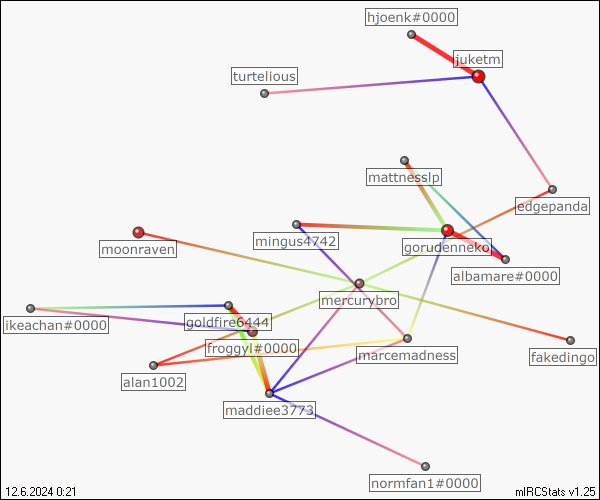 hjoenk#0000
juketm
turtelious
mattnesslp
edgepanda
moonraven
mingus4742
gorudenneko
albamare#0000
mercurybro
ikeachan#0000
goldfire6444
froggyl#0000
marcemadness
fakedingo
alan1002
maddiee3773
normfan1#0000
12.6.2024 0:21
mIRCStats v1.25